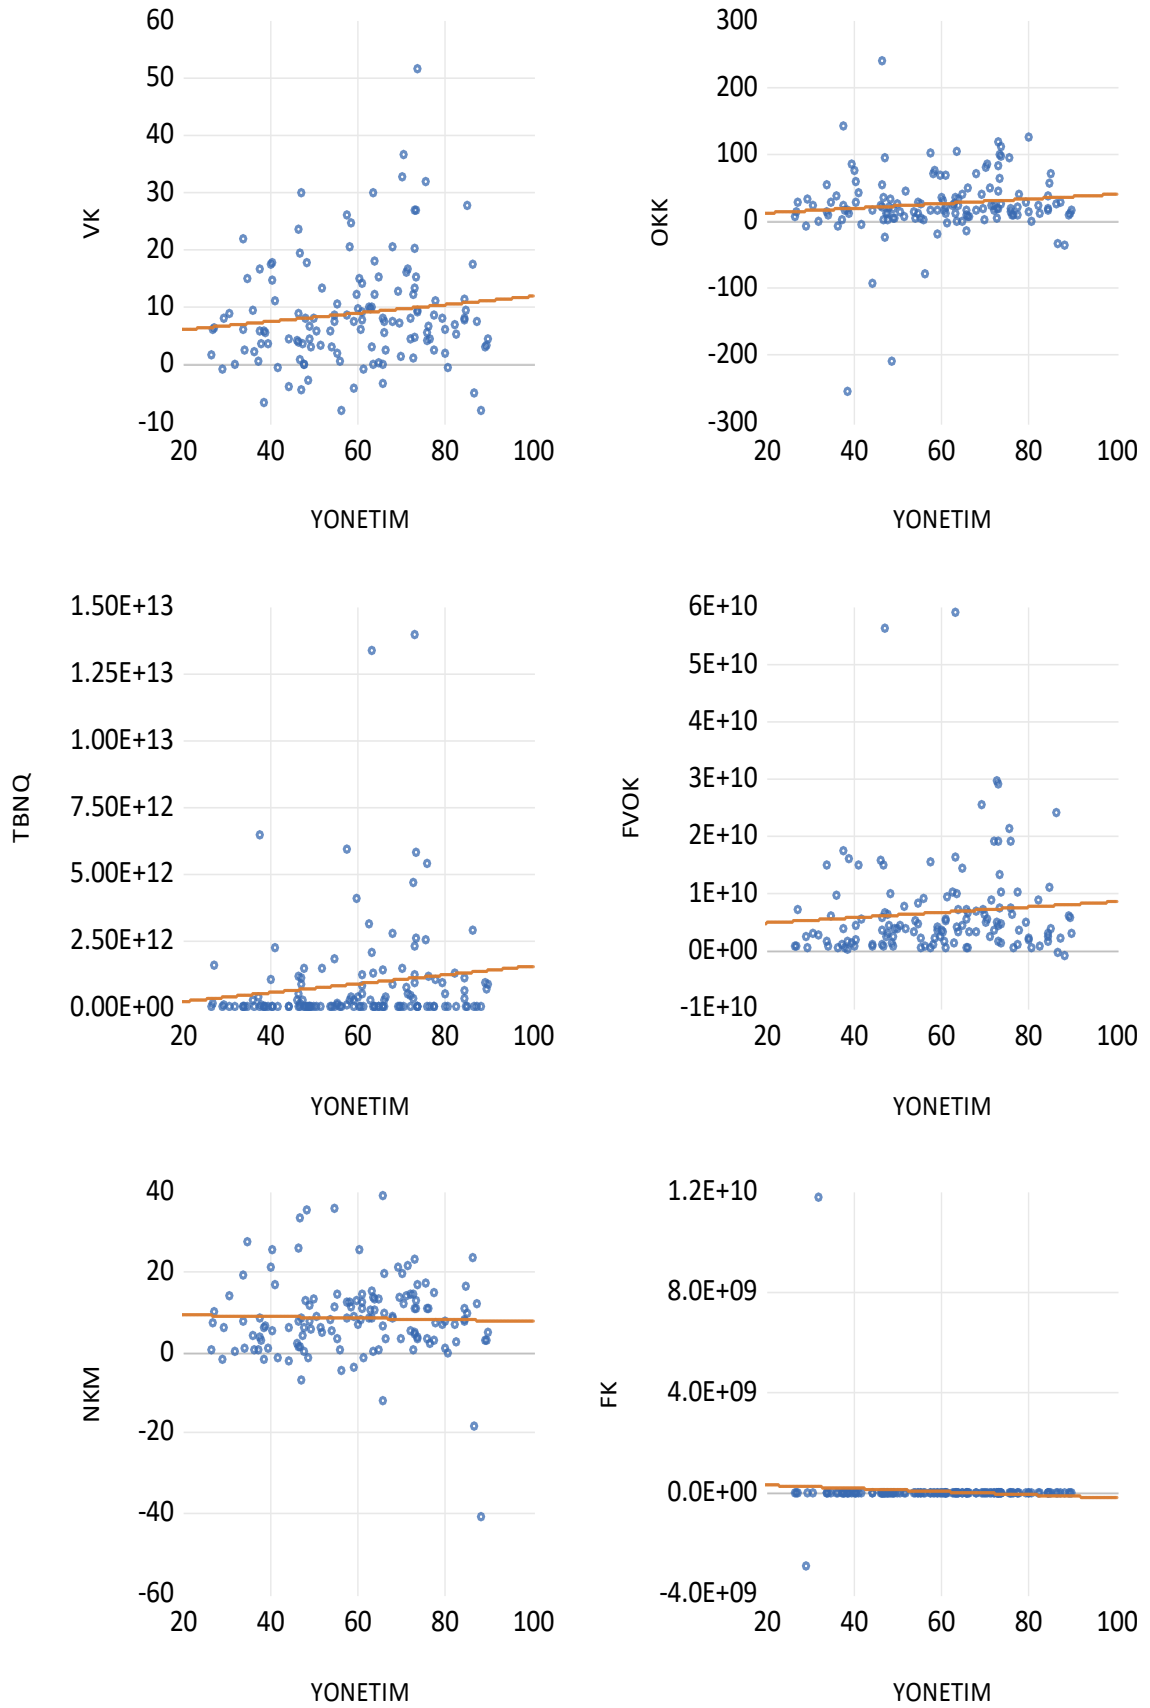 60
50
40
30
20
10
0
-10
VK
20 40 60 80 100
YONETIM
300
200
100
0
-100
-200
-300
OKK
20 40 60 80 100
YONETIM
1.50E+13
1.25E+13
1.00E+13
7.50E+12
5.00E+12
2.50E+12
0.00E+00
TBNQ
20 40 60 80 100
YONETIM
6E+10
5E+10
4E+10
3E+10
2E+10
1E+10
0E+00
-1E+10
FVOK
20 40 60 80 100
YONETIM
40
20
0
-20
-40
-60
NKM
20 40 60 80 100
YONETIM
1.2E+10
8.0E+09
4.0E+09
0.0E+00
-4.0E+09
FK
20 40 60 80 100
YONETIM